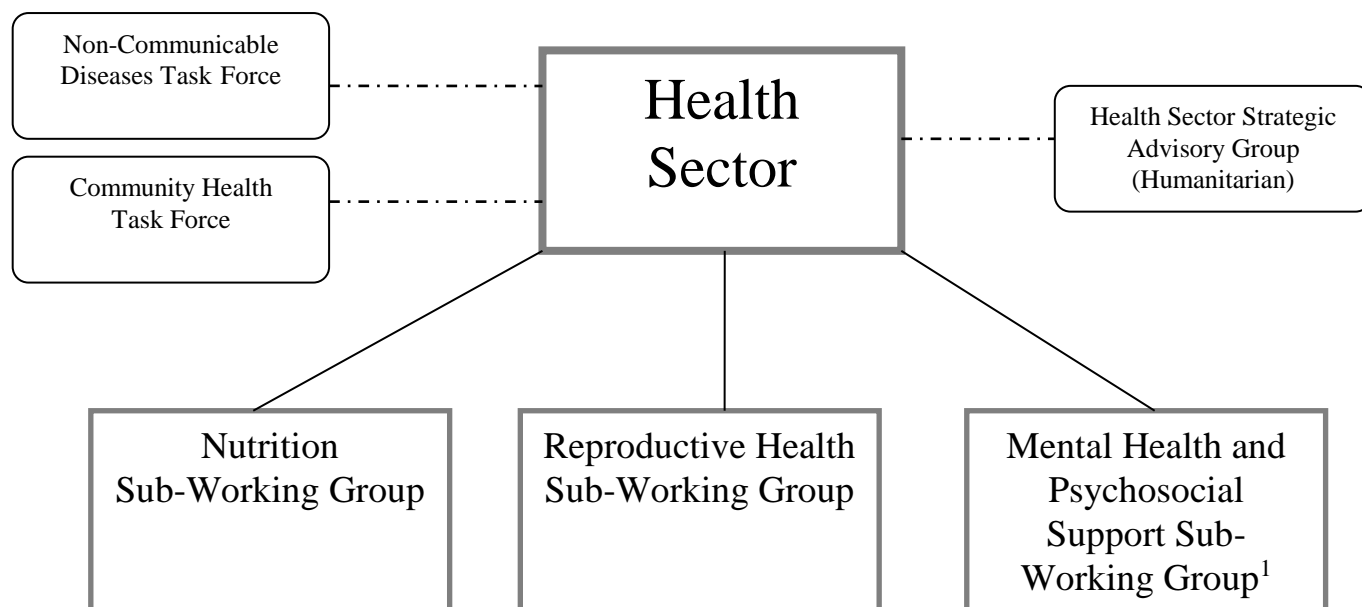 Non-Communicable
Diseases Task Force
Health
Sector
Health Sector Strategic
Advisory Group
(Humanitarian)
Community Health
Task Force
Nutrition
Sub-Working Group
Reproductive Health
Sub-Working Group
Mental Health and
Psychosocial
Support Sub-
Working Group¹